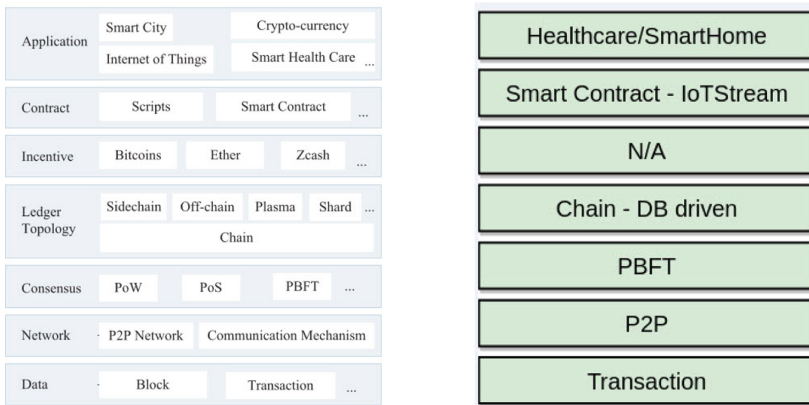 Application
Smart City
Crypto-currency
Internet of Things
Smart Health Care
...
Contract
Scripts
Smart Contract
...
Incentive
Bitcoins
Ether
Zcash
...
Ledger
Topology
Sidechain
Off-chain
Plasma
Shard
...
Chain
Consensus
PoW
PoS
PBFT
...
Network
P2P Network
Communication Mechanism
Data
Block
Transaction
...
Healthcare/SmartHome
Smart Contract - IoTStream
N/A
Chain - DB driven
PBFT
P2P
Transaction